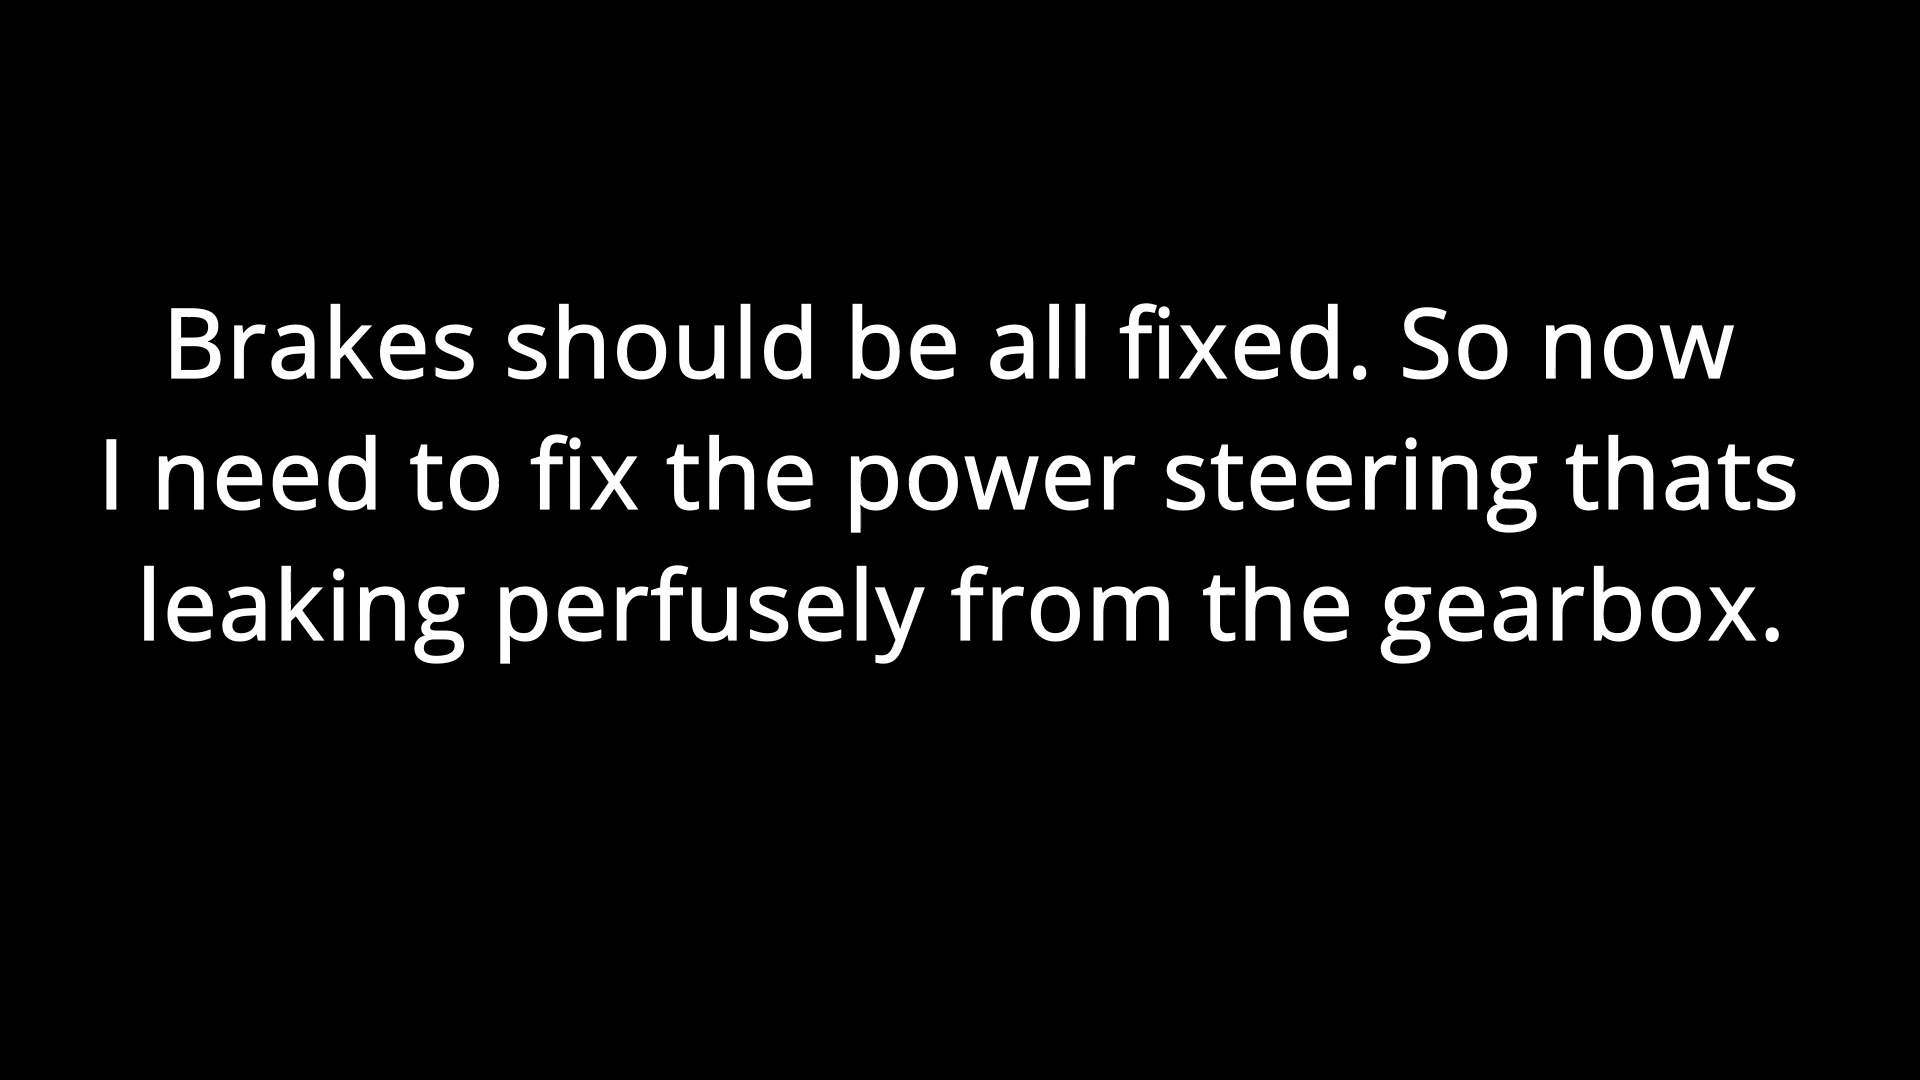 Brakes should be all fixed. So now
I need to fix the power steering thats
leaking perfusely from the gearbox.